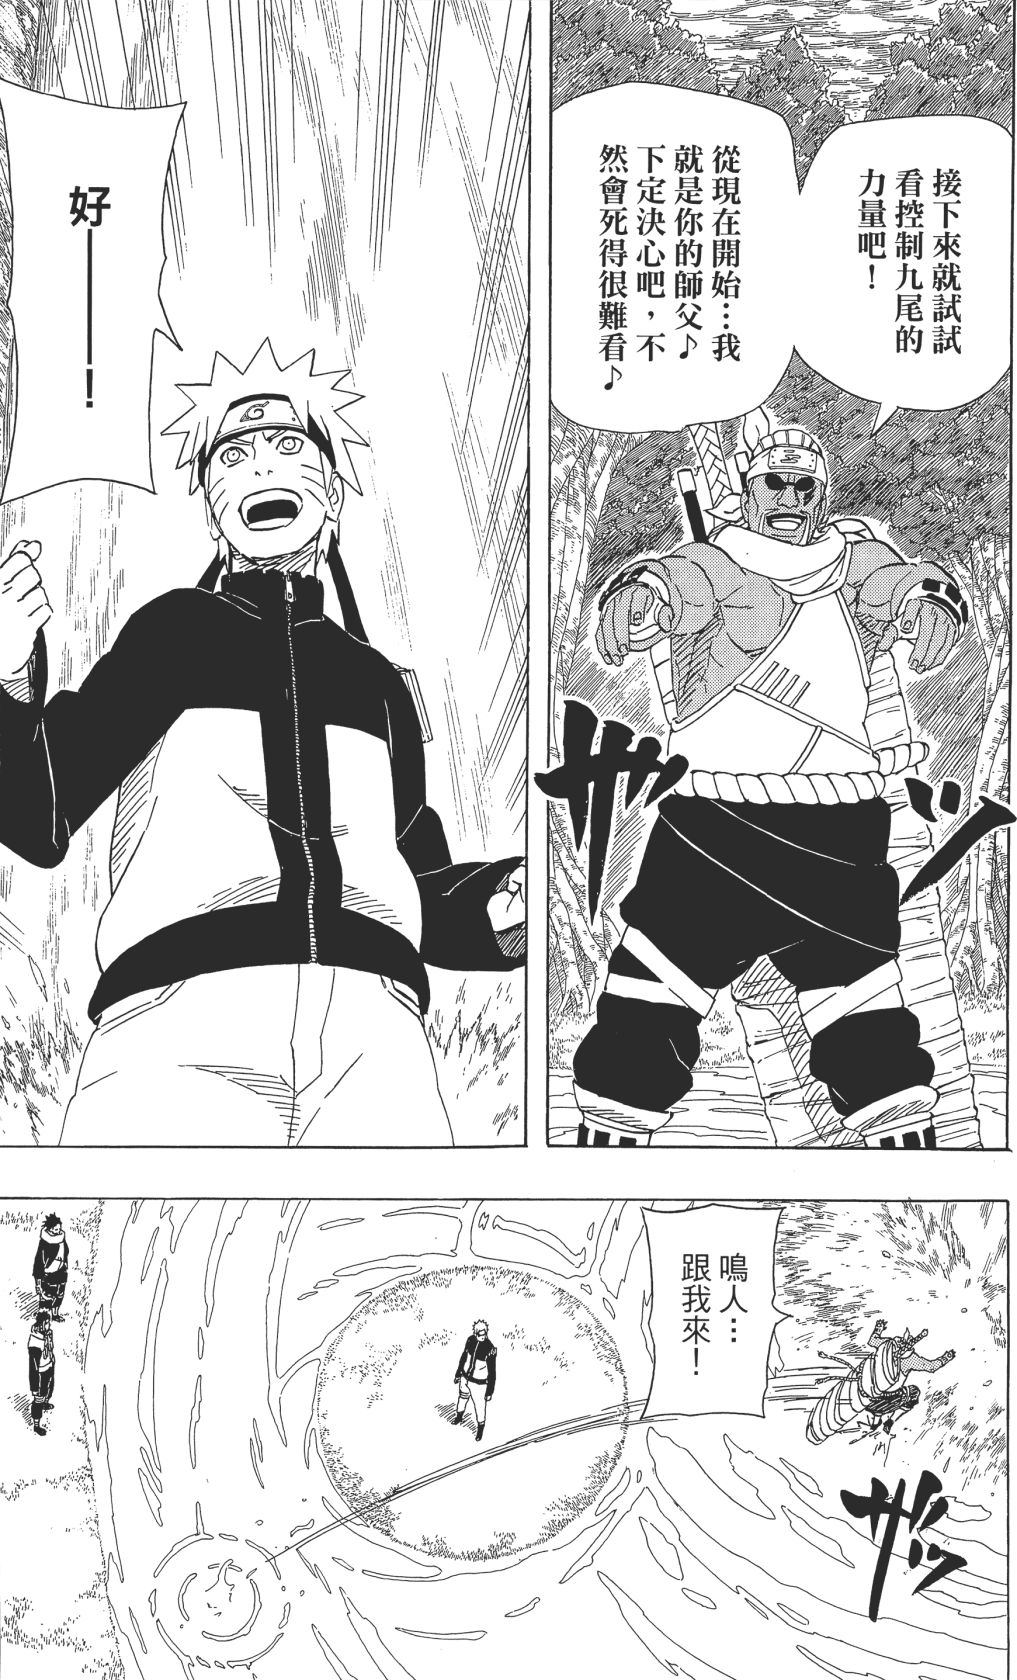 接下來就試試
看控制九尾的
力量吧！
從現在開始…我
就是你的師父♪
下定決心吧，不
然會死得很難看♪
ザッ
好——！
鳴人…
跟我來！
ザッ